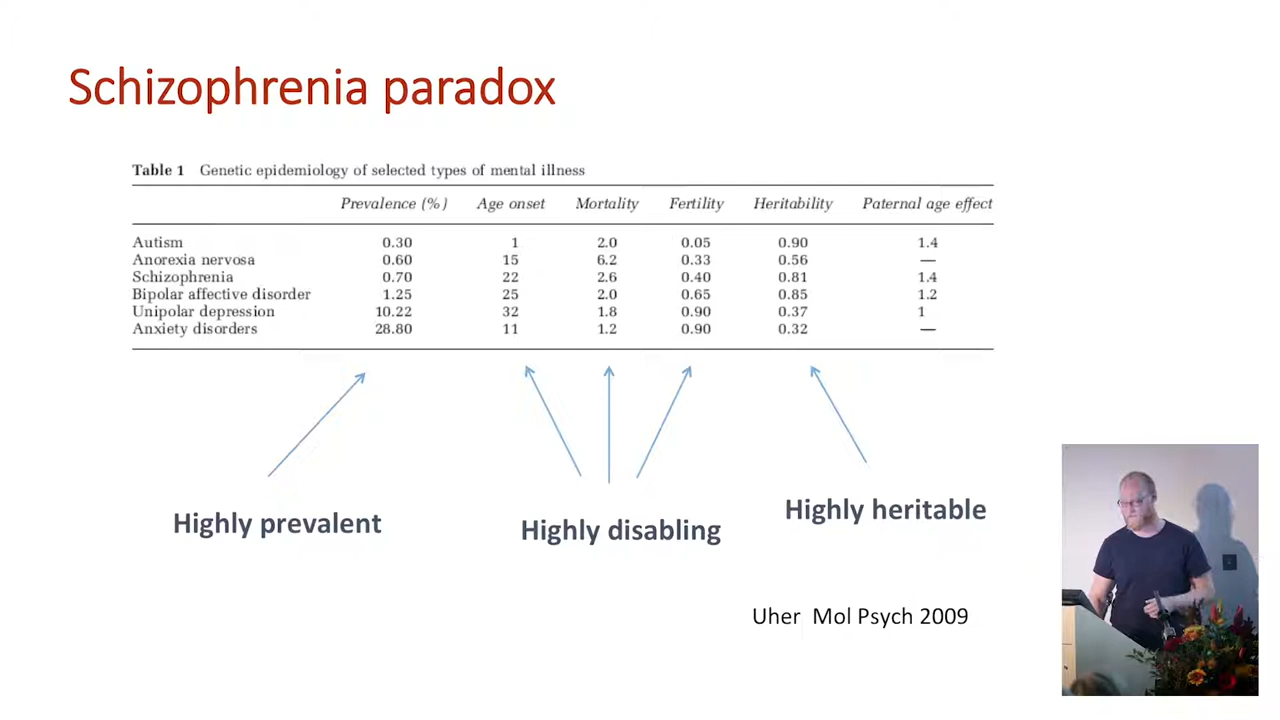 Schizophrenia paradox
Table 1 Genetic epidemiology of selected types of mental illness
Prevalence (%) Age onset Mortality Fertility Heritability Paternal age effect
Autism 0.30 1 2.0 0.05 0.90 1.4
Anorexia nervosa 0.60 15 6.2 0.33 0.56 —
Schizophrenia 0.70 22 2.6 0.40 0.81 1.4
Bipolar affective disorder 1.25 25 2.0 0.65 0.85 1.2
Unipolar depression 10.22 32 1.8 0.90 0.37 1
Anxiety disorders 28.80 11 1.2 0.90 0.32 —
Highly prevalent
Highly disabling
Highly heritable
Uher Mol Psych 2009